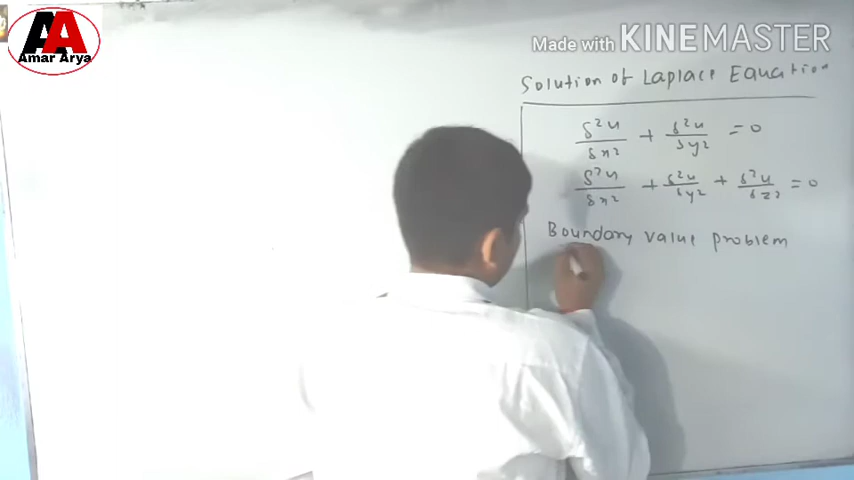 AA
Amar Arya
Made with KINEMASTER
Solution of Laplace Equation
δ²u/δx² + δ²u/δy² = 0
δ²u/δx² + δ²u/δy² + δ²u/δz² = 0
Boundary value problem